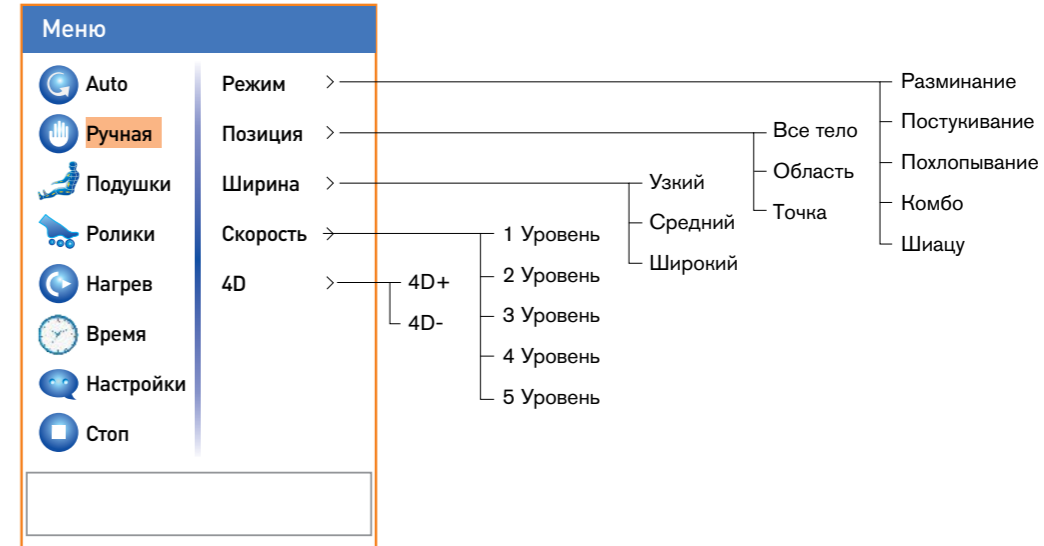 Меню
Auto
Ручная
Подушки
Ролики
Нагрев
Время
Настройки
Стоп
Режим
Позиция
Ширина
Скорость
4D
4D+
4D-
1 Уровень
2 Уровень
3 Уровень
4 Уровень
5 Уровень
Узкий
Средний
Широкий
Все тело
Область
Точка
Разминание
Постукивание
Похлопывание
Комбо
Шиацу